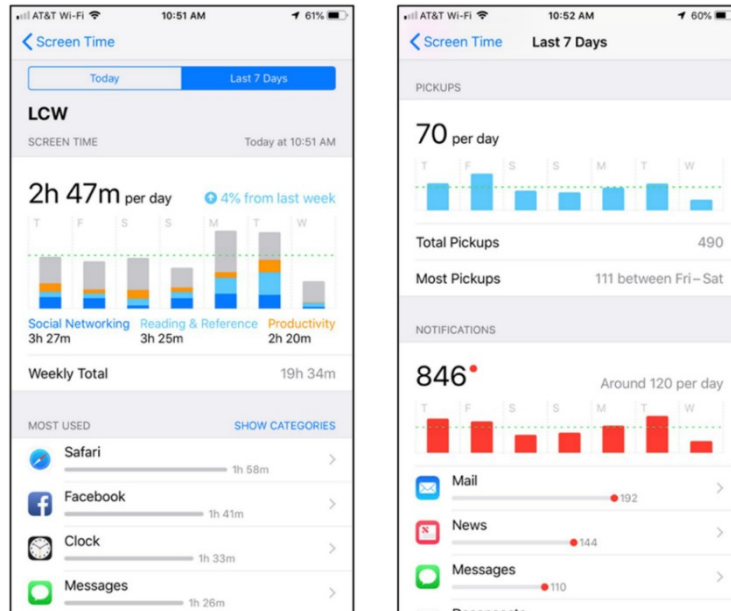 AT&T Wi-Fi 10:51 AM 61%
Screen Time
Today Last 7 Days
LCW
SCREEN TIME Today at 10:51 AM
2h 47m per day 4% from last week
T F S S M T W
Social Networking Reading & Reference Productivity
3h 27m 3h 25m 2h 20m
Weekly Total 19h 34m
MOST USED SHOW CATEGORIES
Safari
1h 58m
Facebook
1h 41m
Clock
1h 33m
Messages
1h 26m
AT&T Wi-Fi 10:52 AM 60%
Screen Time Last 7 Days
PICKUPS
70 per day
T F S S M T W
Total Pickups 490
Most Pickups 111 between Fri – Sat
NOTIFICATIONS
846 Around 120 per day
T F S S M T W
Mail
192
News
144
Messages
110